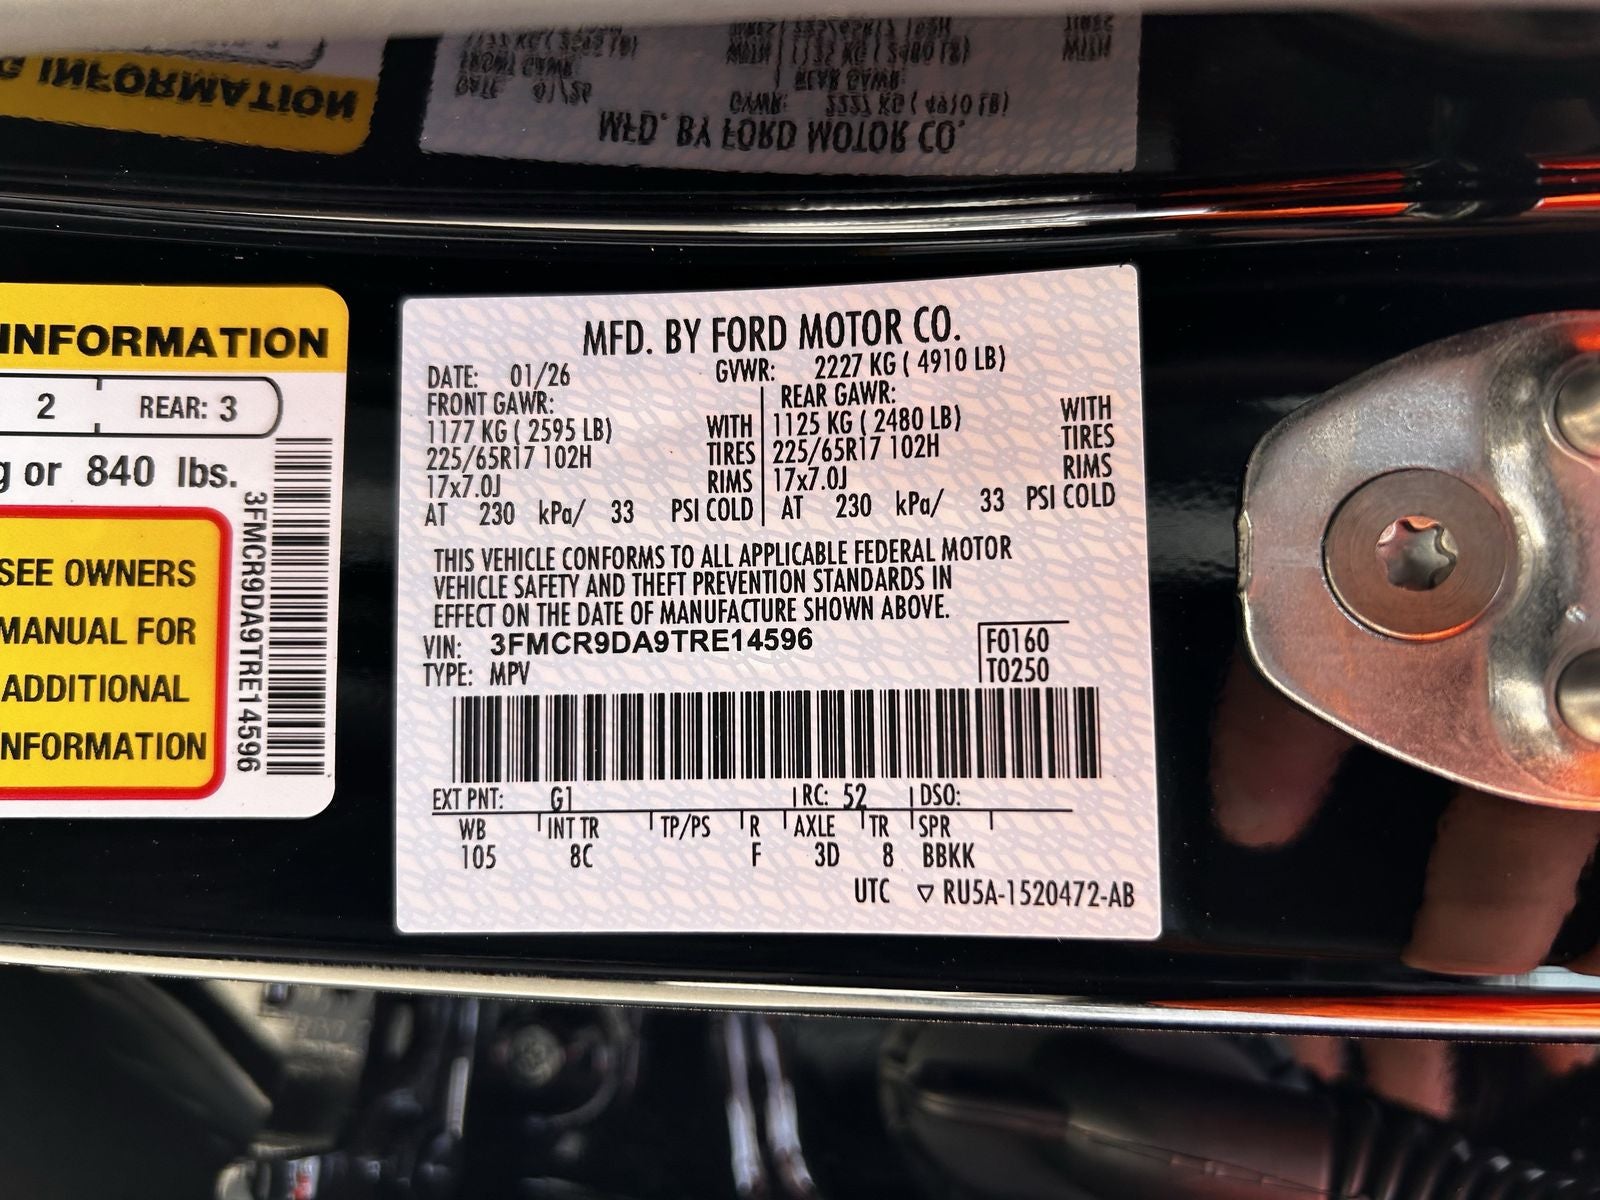 INFORMATION
2 REAR: 3
g or 840 lbs.
SEE OWNERS
MANUAL FOR
ADDITIONAL
INFORMATION
3FMCR9DA9TRE14596
MFD. BY FORD MOTOR CO.
DATE: 01/26 GVWR: 2227 KG ( 4910 LB)
FRONT GAWR: REAR GAWR:
1177 KG ( 2595 LB) WITH 1125 KG ( 2480 LB) WITH
225/65R17 102H TIRES 225/65R17 102H TIRES
17x7.0J RIMS 17x7.0J RIMS
AT 230 kPa/ 33 PSI COLD AT 230 kPa/ 33 PSI COLD
THIS VEHICLE CONFORMS TO ALL APPLICABLE FEDERAL MOTOR
VEHICLE SAFETY AND THEFT PREVENTION STANDARDS IN
EFFECT ON THE DATE OF MANUFACTURE SHOWN ABOVE.
VIN: 3FMCR9DA9TRE14596 F0160
TYPE: MPV T0250
EXT PNT: G1 RC: 52 DSO:
WB INT TR TP/PS R AXLE TR SPR
105 8C F 3D 8 BBKK
UTC ▽ RU5A-1520472-AB